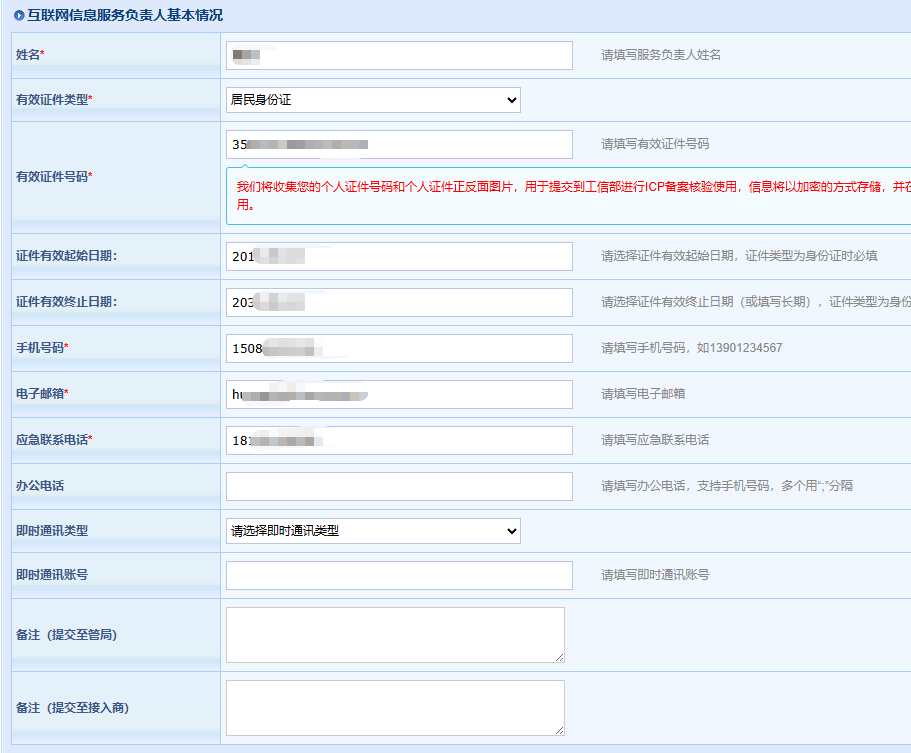 互联网信息服务负责人基本情况
姓名* 请填写服务负责人姓名
有效证件类型* 居民身份证
35 请填写有效证件号码
有效证件号码*
我们将收集您的个人证件号码和个人证件正反面图片，用于提交到工信部进行ICP备案核验使用，信息将以加密的方式存储，并在
用。
证件有效起始日期： 201 请选择证件有效起始日期，证件类型为身份证时必填
证件有效终止日期： 203 请选择证件有效终止日期（或填写长期），证件类型为身份
手机号码* 1508 请填写手机号码，如13901234567
电子邮箱* hu 请填写电子邮箱
应急联系电话* 181 请填写应急联系电话
办公电话 请填写办公电话，支持手机号码，多个用“;”分隔
即时通讯类型 请选择即时通讯类型
即时通讯账号 请填写即时通讯账号
备注（提交至管局）
备注（提交至接入商）